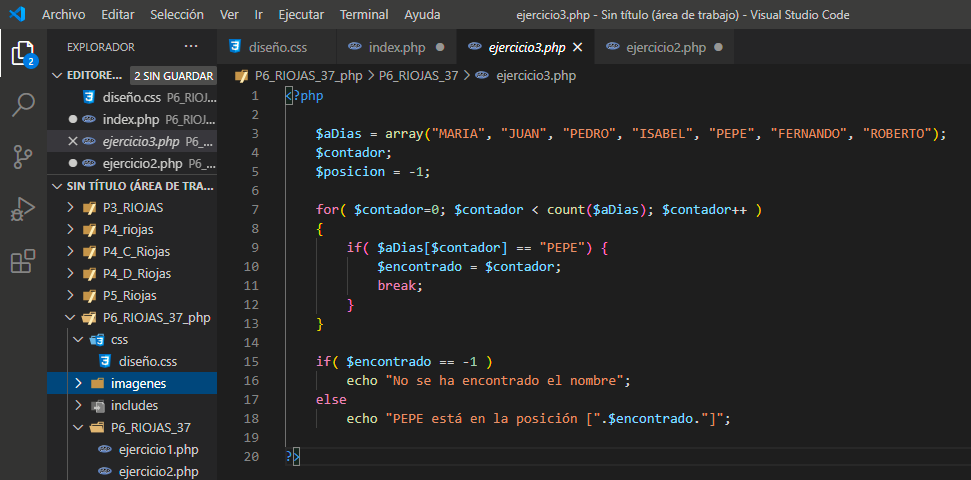 Archivo Editar Selección Ver Ir Ejecutar Terminal Ayuda ejercicio3.php - Sin título (área de trabajo) - Visual Studio Code
EXPLORADOR ···
diseño.css index.php ejercicio3.php ejercicio2.php
EDITORE... 2 SIN GUARDAR
diseño.css P6_RIOJ...
index.php P6_RIOJ...
ejercicio3.php P6_...
ejercicio2.php P6_...
SIN TÍTULO (ÁREA DE TRA...
P3_RIOJAS
P4_riojas
P4_C_Riojas
P4_D_Riojas
P5_Riojas
P6_RIOJAS_37_php
css
diseño.css
imagenes
includes
P6_RIOJAS_37
ejercicio1.php
ejercicio2.php
2
P6_RIOJAS_37_php > P6_RIOJAS_37 > ejercicio3.php
1 <?php
2
3 $aDias = array("MARIA", "JUAN", "PEDRO", "ISABEL", "PEPE", "FERNANDO", "ROBERTO");
4 $contador;
5 $posicion = -1;
6
7 for( $contador=0; $contador < count($aDias); $contador++ )
8 {
9 if( $aDias[$contador] == "PEPE") {
10 $encontrado = $contador;
11 break;
12 }
13 }
14
15 if( $encontrado == -1 )
16 echo "No se ha encontrado el nombre";
17 else
18 echo "PEPE está en la posición [".$encontrado."]";
19
20 ?>